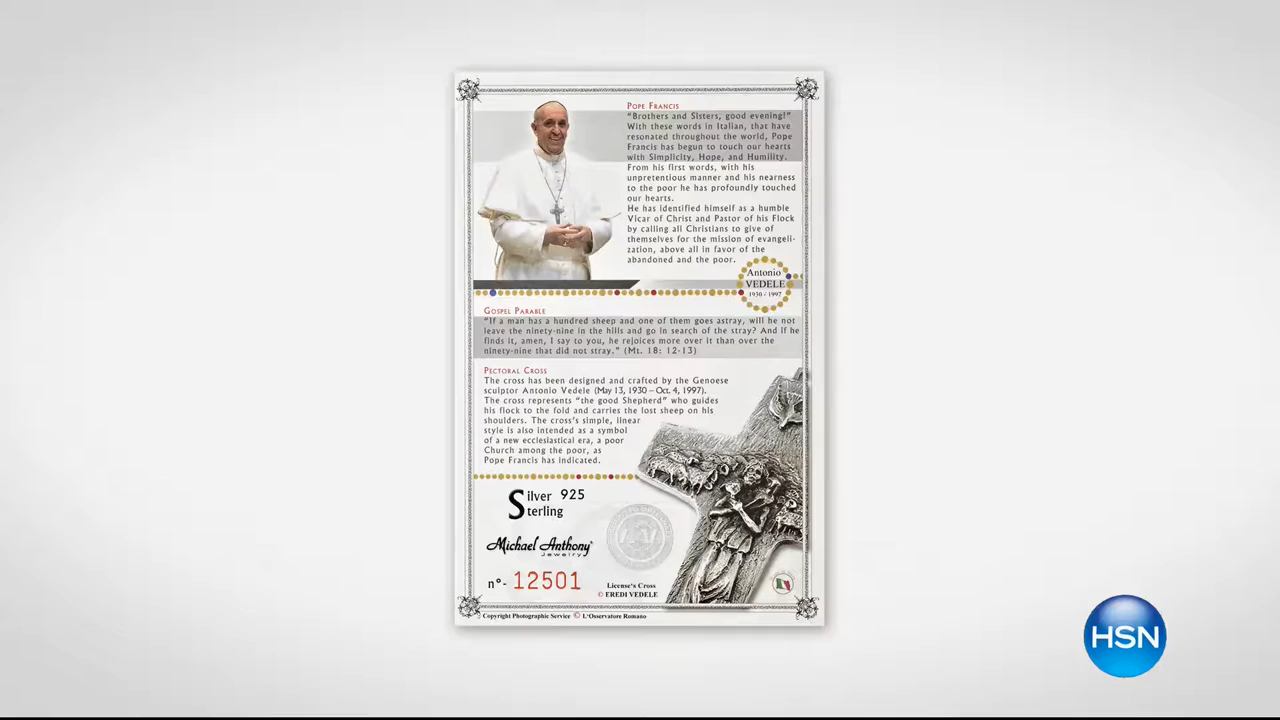 POPE FRANCIS
"Brothers and Sisters, good evening!"
With these words in Italian, that have
resonated throughout the world, Pope
Francis has begun to touch our hearts
with Simplicity, Hope, and Humility.
From his first words, with his
unpretentious manner and his nearness
to the poor he has profoundly touched
our hearts.
He has identified himself as a humble
Vicar of Christ and Pastor of his Flock
by calling all Christians to give of
themselves for the mission of evangeli-
zation, above all in favor of the
abandoned and the poor.
Antonio
VEDELE
1930 - 1997
GOSPEL PARABLE
"If a man has a hundred sheep and one of them goes astray, will he not
leave the ninety-nine in the hills and go in search of the stray? And if he
finds it, amen, I say to you, he rejoices more over it than over the
ninety-nine that did not stray." (Mt. 18: 12-13)
PECTORAL CROSS
The cross has been designed and crafted by the Genoese
sculptor Antonio Vedele (May 13, 1930 – Oct. 4, 1997).
The cross represents "the good Shepherd" who guides
his flock to the fold and carries the lost sheep on his
shoulders. The cross's simple, linear
style is also intended as a symbol
of a new ecclesiastical era, a poor
Church among the poor, as
Pope Francis has indicated.
Silver 925
Sterling
Michael Anthony®
Jewelry
n°- 12501
License's Cross
© FREDI VEDELE
Copyright Photographic Service © L'Osservatore Romano
HSN